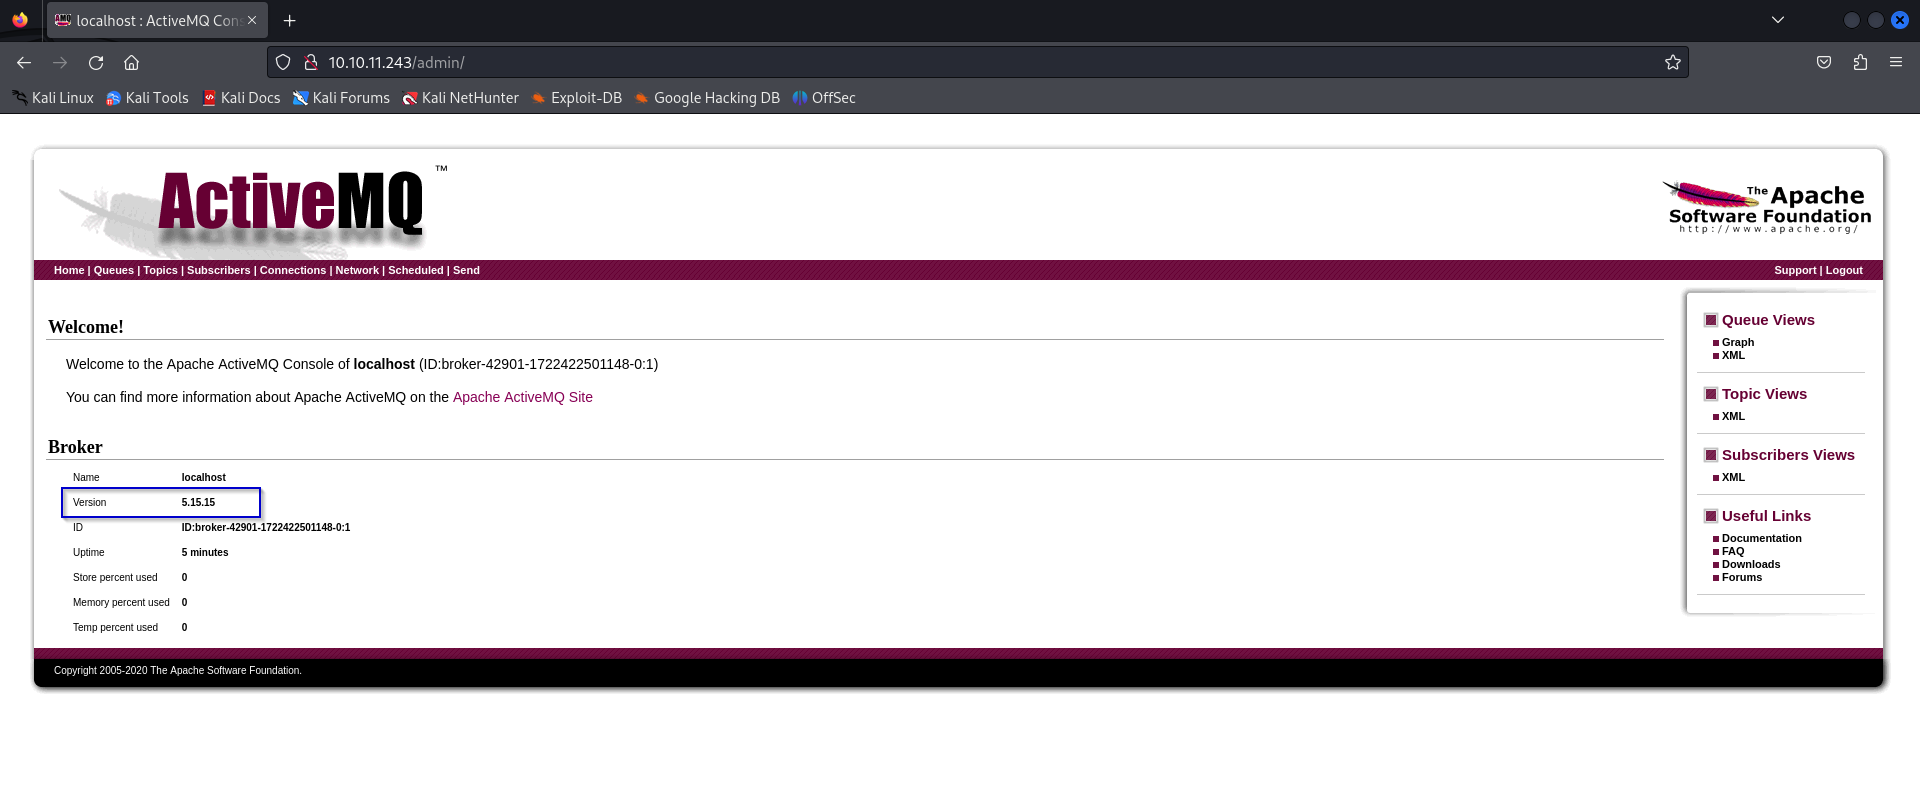 localhost : ActiveMQ Con
10.10.11.243/admin/
Kali Linux Kali Tools Kali Docs Kali Forums Kali NetHunter Exploit-DB Google Hacking DB OffSec
ActiveMQ ™
The Apache
Software Foundation
http://www.apache.org/
Home | Queues | Topics | Subscribers | Connections | Network | Scheduled | Send
Support | Logout
Welcome!
Welcome to the Apache ActiveMQ Console of localhost (ID:broker-42901-1722422501148-0:1)
You can find more information about Apache ActiveMQ on the Apache ActiveMQ Site
Broker
Name localhost
Version 5.15.15
ID ID:broker-42901-1722422501148-0:1
Uptime 5 minutes
Store percent used 0
Memory percent used 0
Temp percent used 0
Queue Views
Graph
XML
Topic Views
XML
Subscribers Views
XML
Useful Links
Documentation
FAQ
Downloads
Forums
Copyright 2005-2020 The Apache Software Foundation.